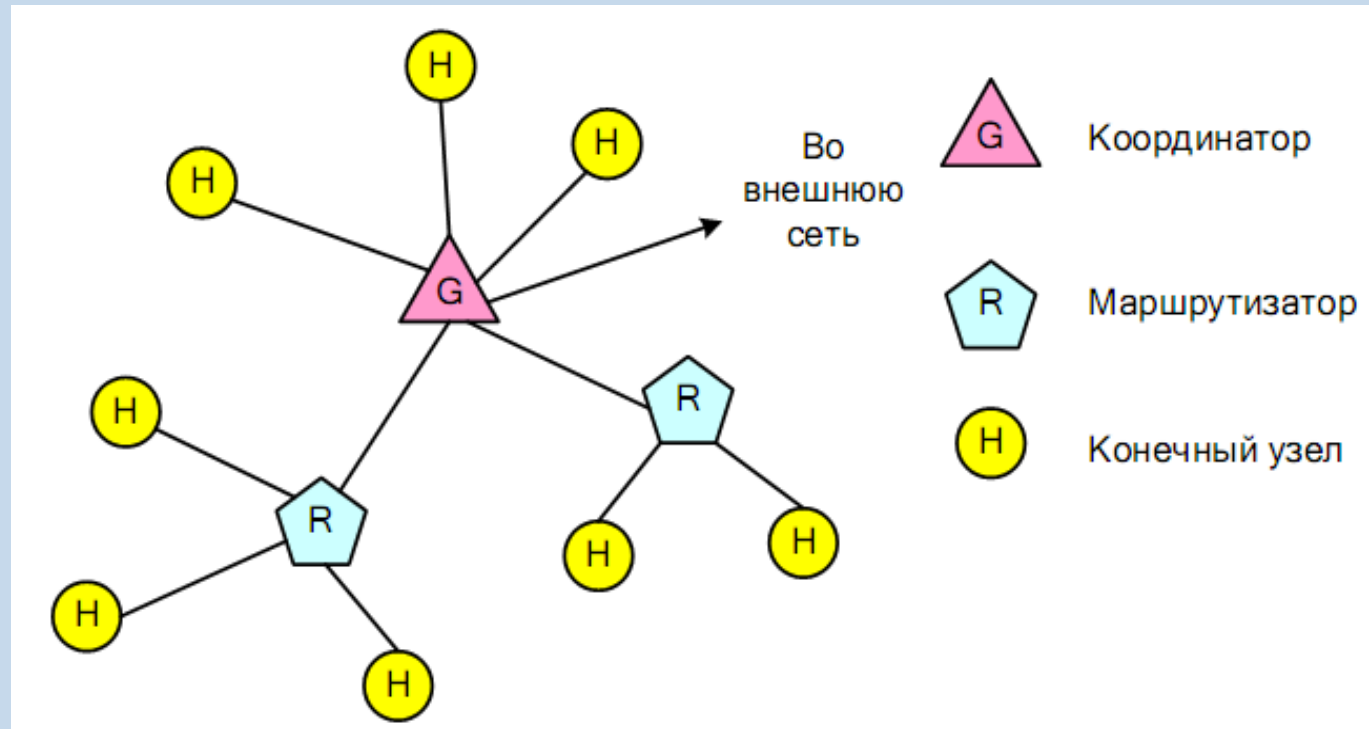 H
H
H
Во
внешнюю
сеть
G
G
Координатор
R
Маршрутизатор
R
H
H
Конечный узел
R
H
H
H
H